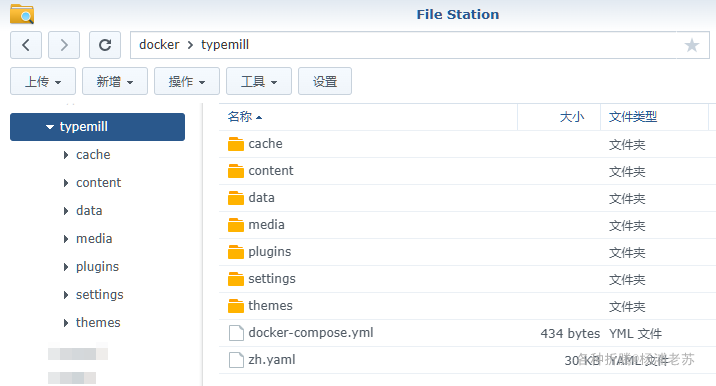 File Station
docker > typemill
上传 新增 操作 工具 设置
typemill
cache
content
data
media
plugins
settings
themes
名称 大小 文件类型
cache 文件夹
content 文件夹
data 文件夹
media 文件夹
plugins 文件夹
settings 文件夹
themes 文件夹
docker-compose.yml 434 bytes YML 文件
zh.yaml 30 KB YAML 文件